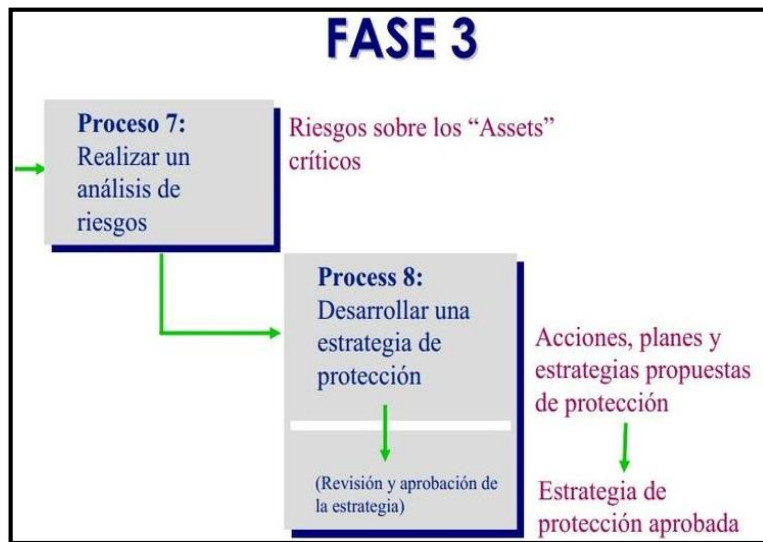 FASE 3
Proceso 7:
Realizar un
análisis de
riesgos
Riesgos sobre los “Assets”
críticos
Process 8:
Desarrollar una
estrategia de
protección
(Revisión y aprobación de
la estrategia)
Acciones, planes y
estrategias propuestas
de protección
Estrategia de
protección aprobada